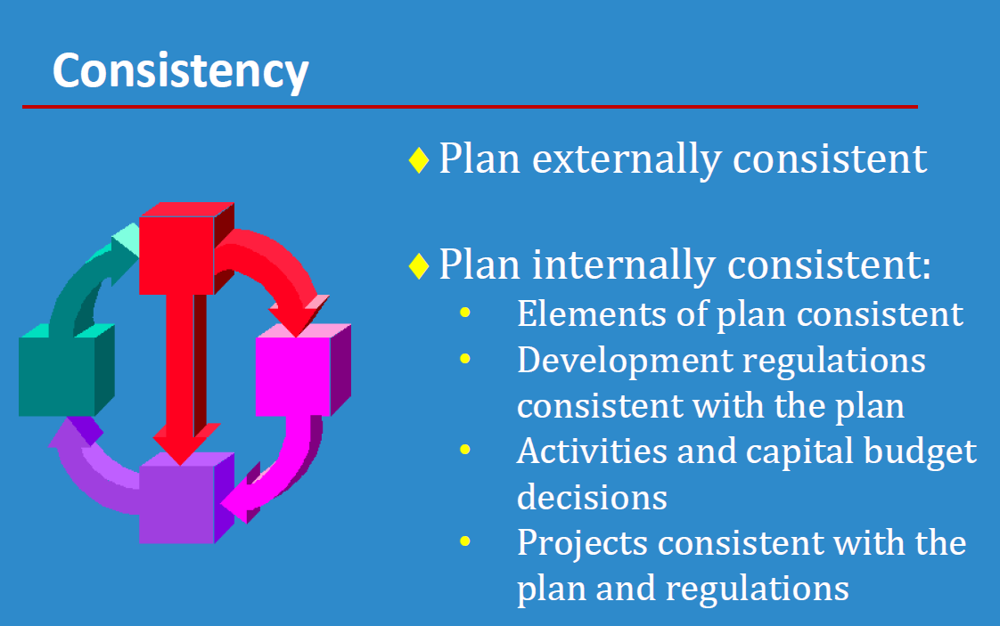 Consistency
Plan externally consistent
Plan internally consistent:
Elements of plan consistent
Development regulations
consistent with the plan
Activities and capital budget
decisions
Projects consistent with the
plan and regulations